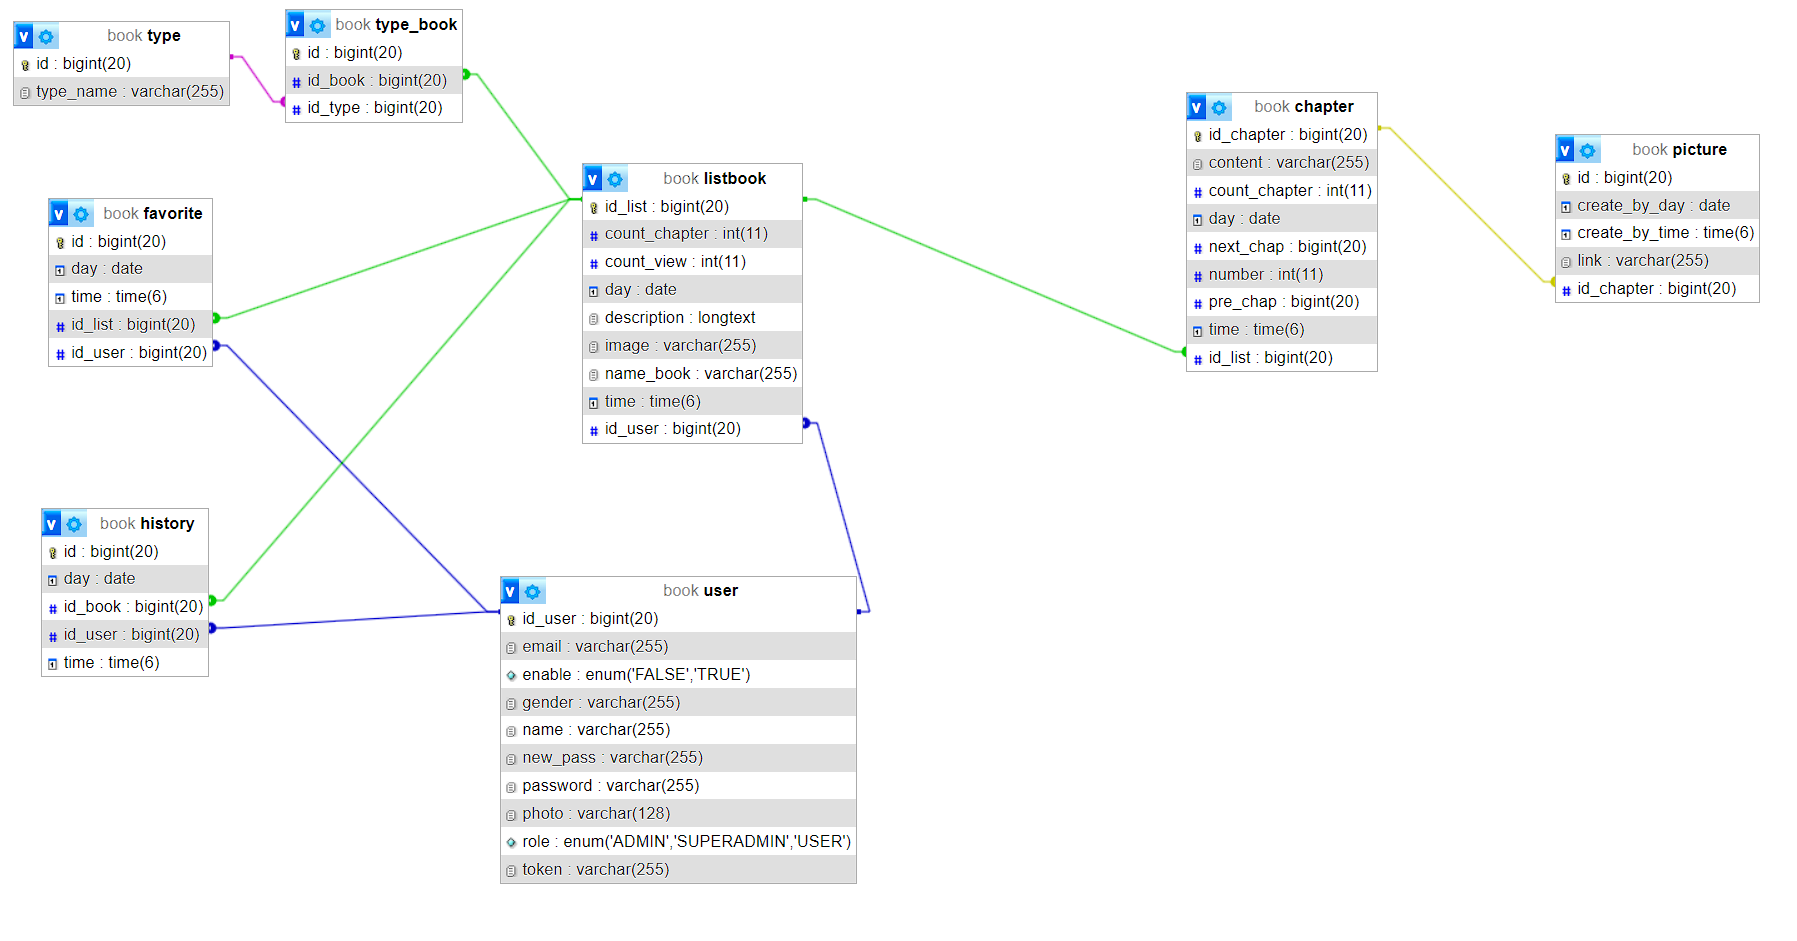 v book type
id : bigint(20)
type_name : varchar(255)
v book type_book
id : bigint(20)
id_book : bigint(20)
id_type : bigint(20)
v book favorite
id : bigint(20)
day : date
time : time(6)
id_list : bigint(20)
id_user : bigint(20)
v book history
id : bigint(20)
day : date
id_book : bigint(20)
id_user : bigint(20)
time : time(6)
v book listbook
id_list : bigint(20)
count_chapter : int(11)
count_view : int(11)
day : date
description : longtext
image : varchar(255)
name_book : varchar(255)
time : time(6)
id_user : bigint(20)
v book user
id_user : bigint(20)
email : varchar(255)
enable : enum('FALSE','TRUE')
gender : varchar(255)
name : varchar(255)
new_pass : varchar(255)
password : varchar(255)
photo : varchar(128)
role : enum('ADMIN','SUPERADMIN','USER')
token : varchar(255)
v book chapter
id_chapter : bigint(20)
content : varchar(255)
count_chapter : int(11)
day : date
next_chap : bigint(20)
number : int(11)
pre_chap : bigint(20)
time : time(6)
id_list : bigint(20)
v book picture
id : bigint(20)
create_by_day : date
create_by_time : time(6)
link : varchar(255)
id_chapter : bigint(20)